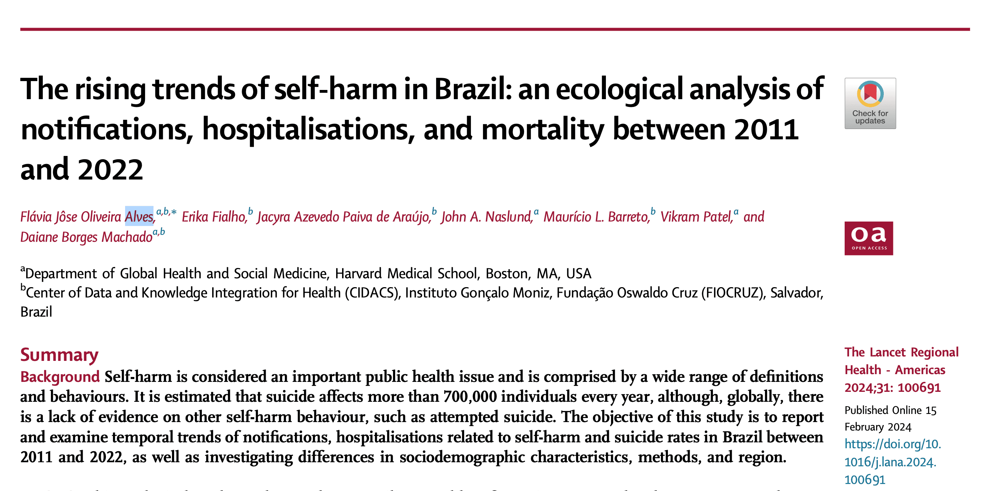 The rising trends of self-harm in Brazil: an ecological analysis of
notifications, hospitalisations, and mortality between 2011
and 2022
Check for
updates
Flávia Jôse Oliveira Alves,a,b,* Erika Fialho,b Jacyra Azevedo Paiva de Araújo,b John A. Naslund,a Maurício L. Barreto,b Vikram Patel,a and
Daiane Borges Machadoa,b
oa
OPEN ACCESS
aDepartment of Global Health and Social Medicine, Harvard Medical School, Boston, MA, USA
bCenter of Data and Knowledge Integration for Health (CIDACS), Instituto Gonçalo Moniz, Fundação Oswaldo Cruz (FIOCRUZ), Salvador,
Brazil
Summary
Background Self-harm is considered an important public health issue and is comprised by a wide range of definitions
and behaviours. It is estimated that suicide affects more than 700,000 individuals every year, although, globally, there
is a lack of evidence on other self-harm behaviour, such as attempted suicide. The objective of this study is to report
and examine temporal trends of notifications, hospitalisations related to self-harm and suicide rates in Brazil between
2011 and 2022, as well as investigating differences in sociodemographic characteristics, methods, and region.
The Lancet Regional
Health - Americas
2024;31: 100691
Published Online 15
February 2024
https://doi.org/10.
1016/j.lana.2024.
100691